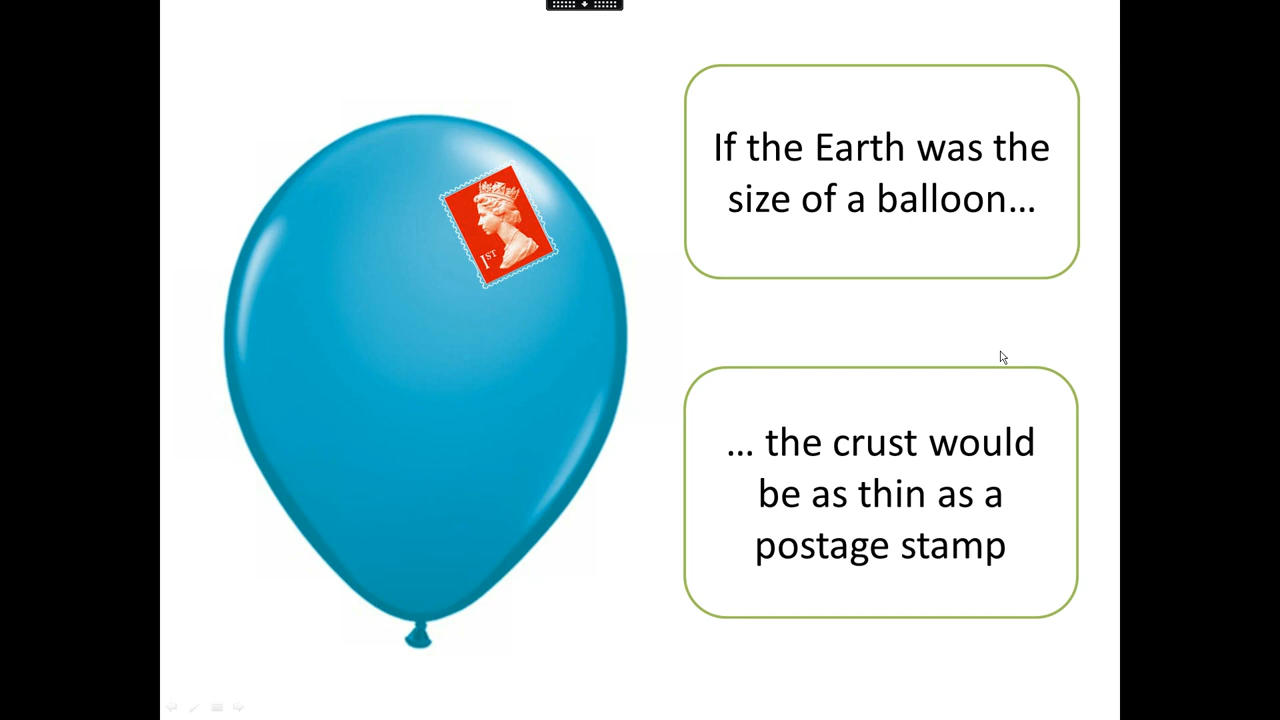 1ST
If the Earth was the
size of a balloon...
... the crust would
be as thin as a
postage stamp